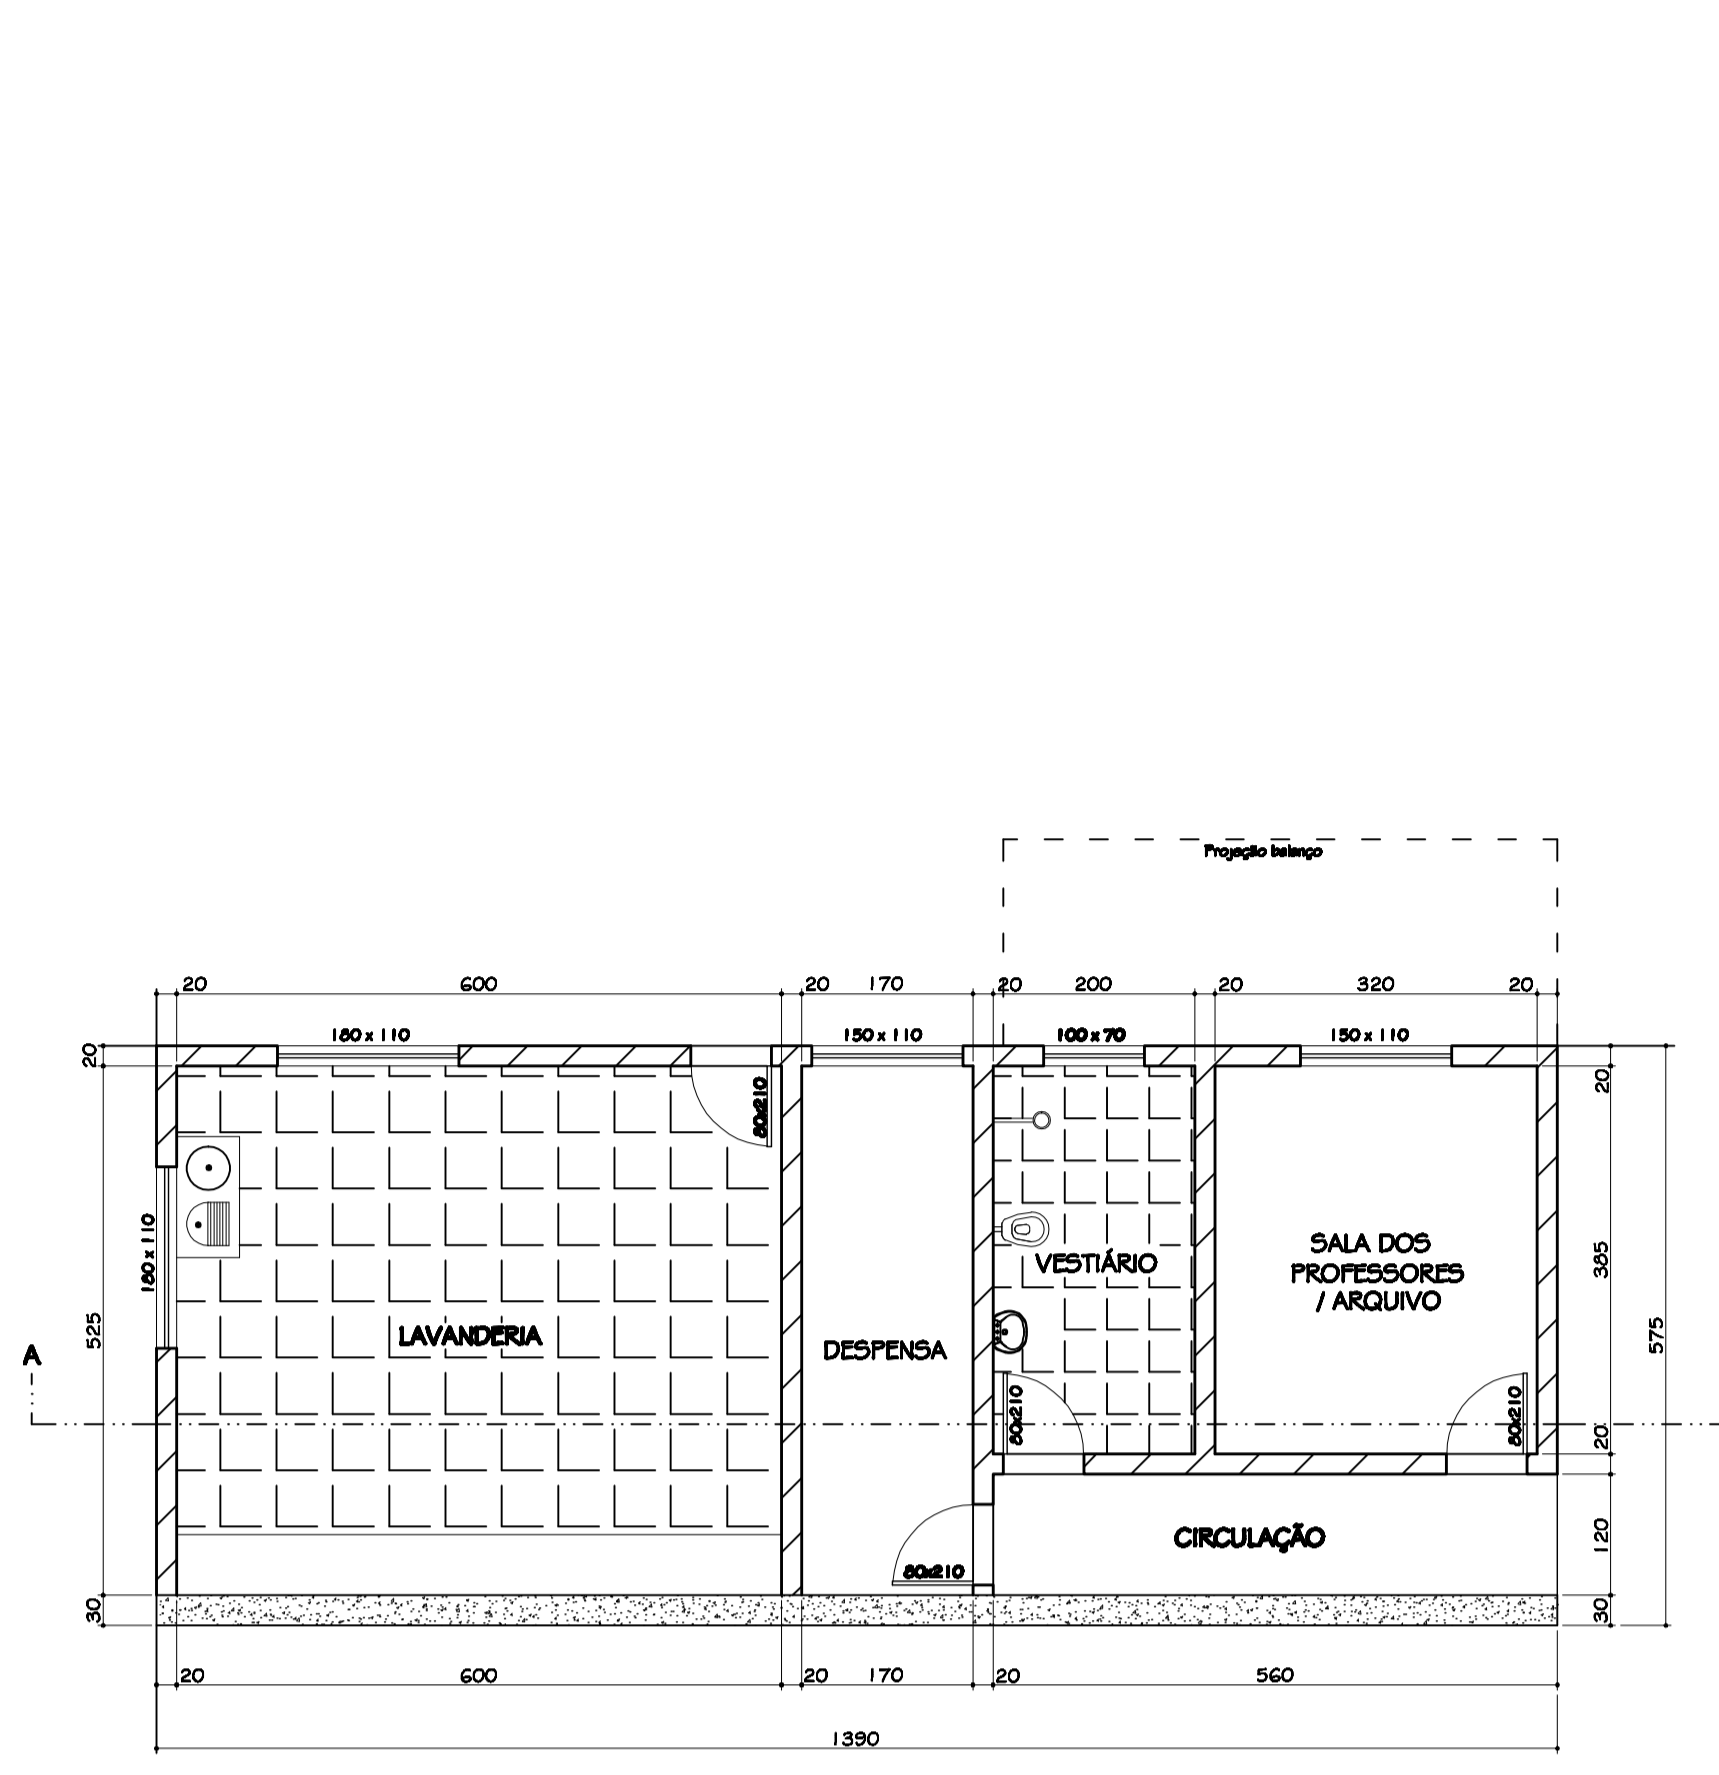 Projeção balanço
20 600 20 170 20 200 20 320 20
180 x 110 150 x 110 100 x 70 150 x 110
20 20
80x210
180 x 110
SALA DOS
PROFESSORES
/ ARQUIVO
VESTIÁRIO
385
LAVANDERIA
DESPENSA
525 575
A
80x210 80x210
20
CIRCULAÇÃO
120
80x210
30 30
20 600 20 170 20 560
1390